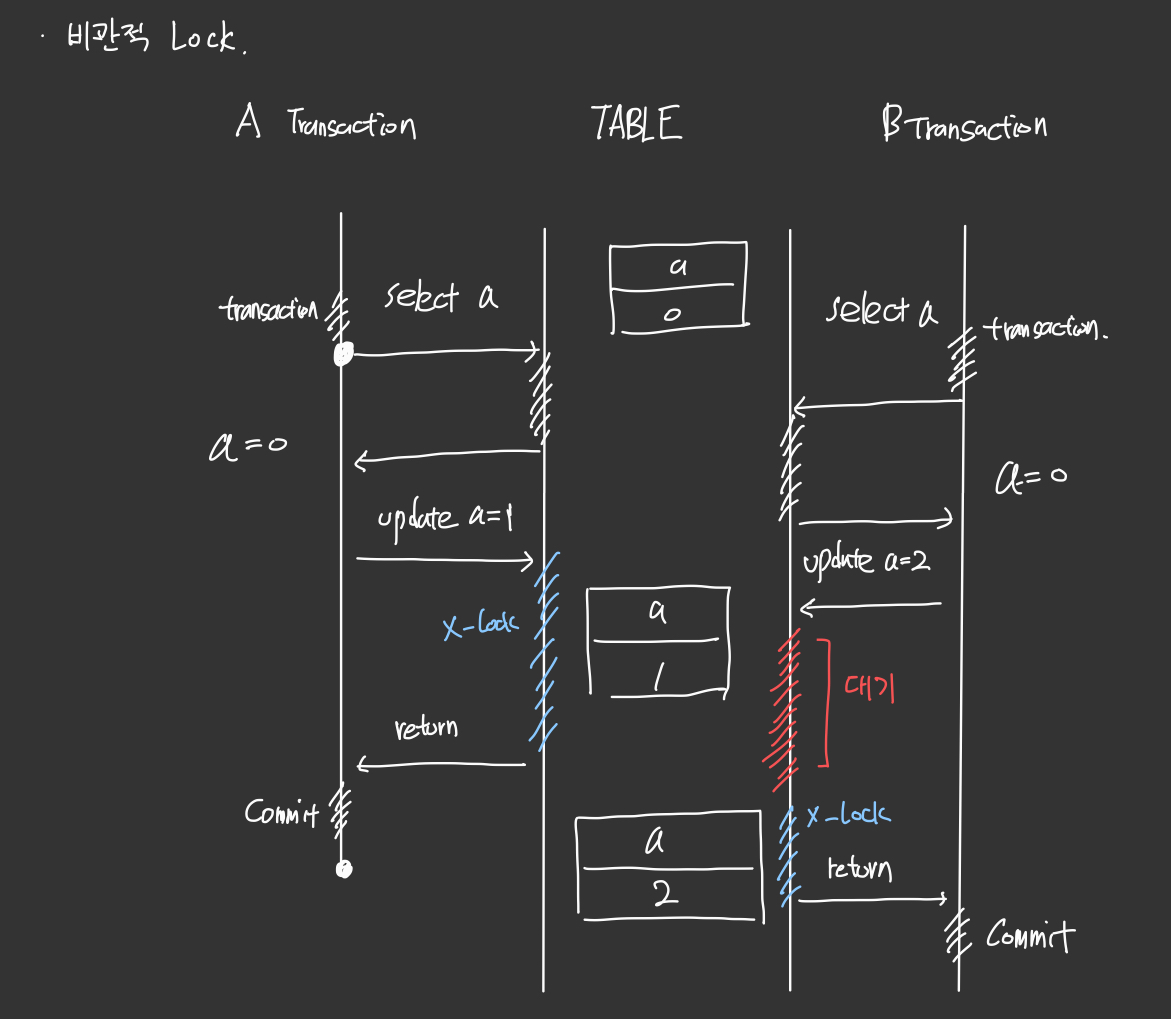 · 비관적 Lock.
A Transaction TABLE B Transaction
a
0
transaction
select a
select a
transaction.
a=0
a=0
update a=1
update a=2
x-lock
a
1
대기
return
Commit
a
2
x-lock
return
Commit